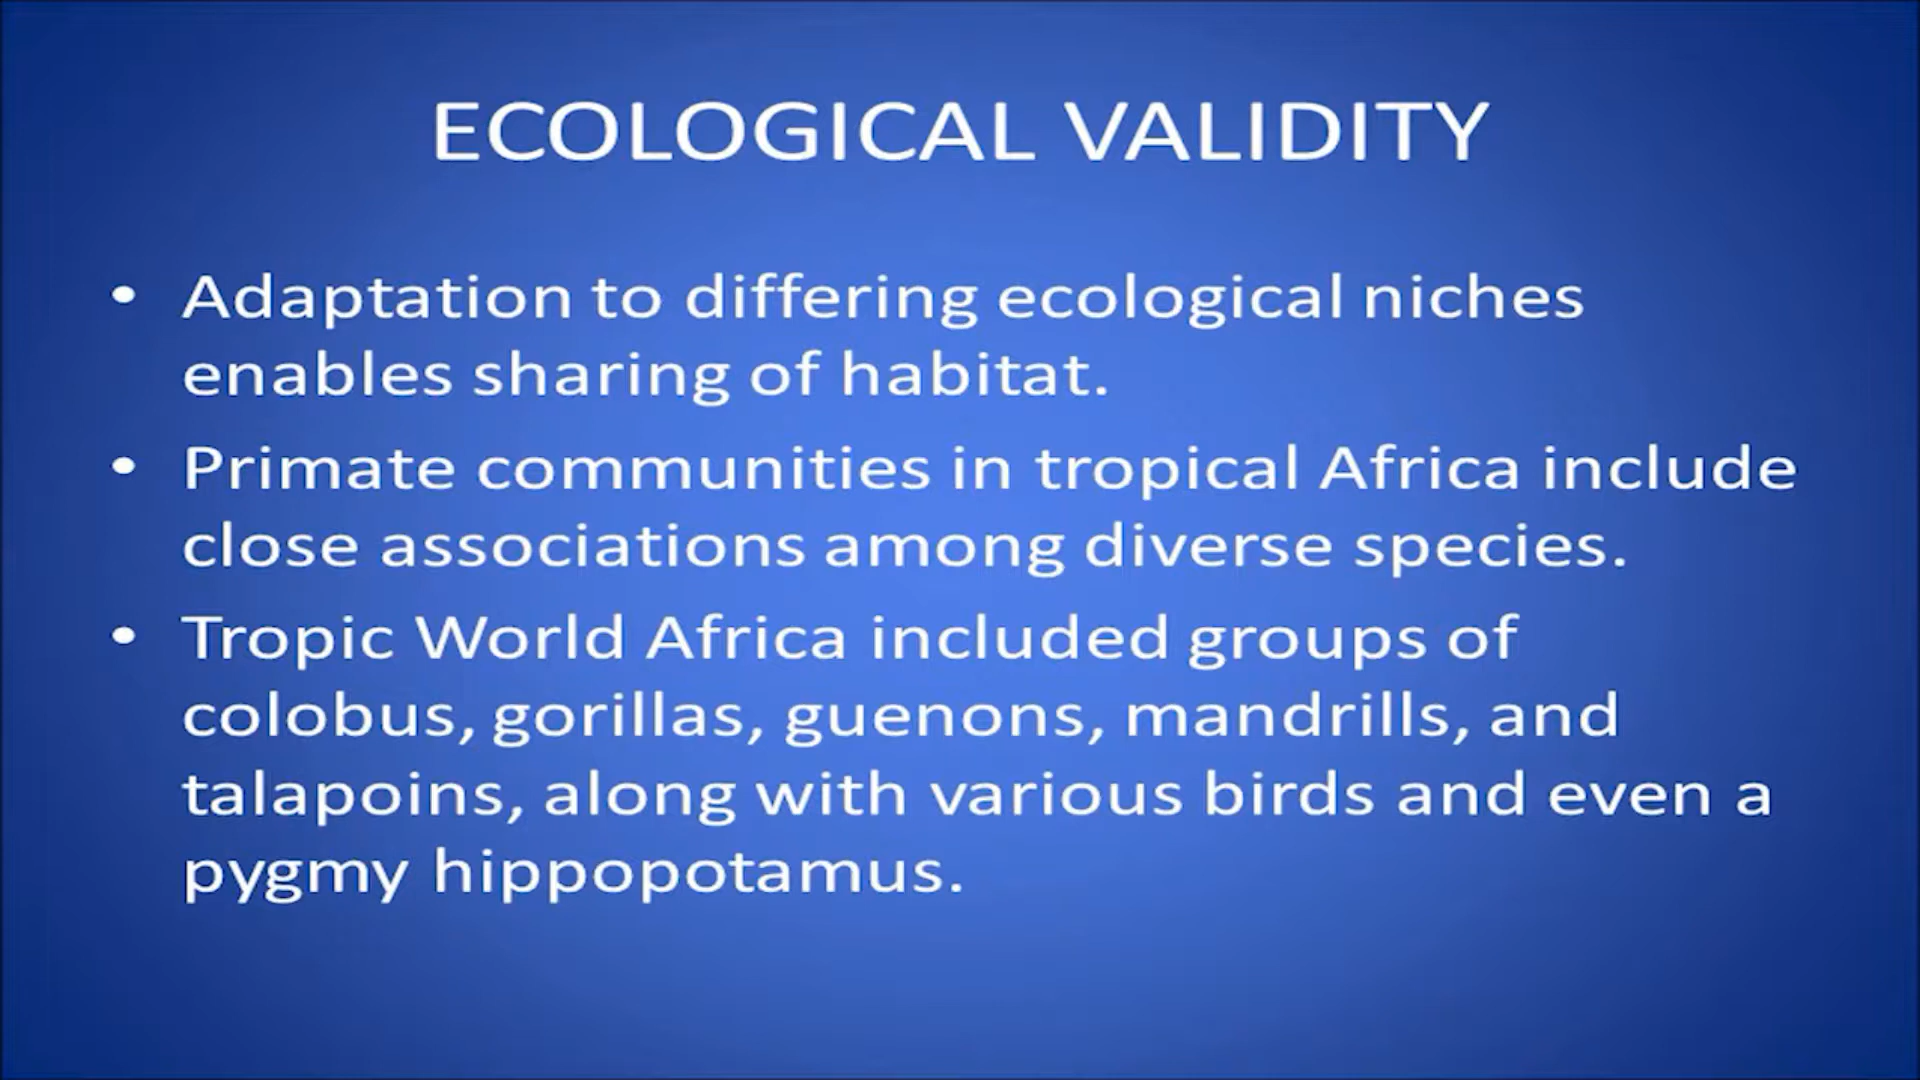 ECOLOGICAL VALIDITY
• Adaptation to differing ecological niches
enables sharing of habitat.
• Primate communities in tropical Africa include
close associations among diverse species.
• Tropic World Africa included groups of
colobus, gorillas, guenons, mandrills, and
talapoins, along with various birds and even a
pygmy hippopotamus.